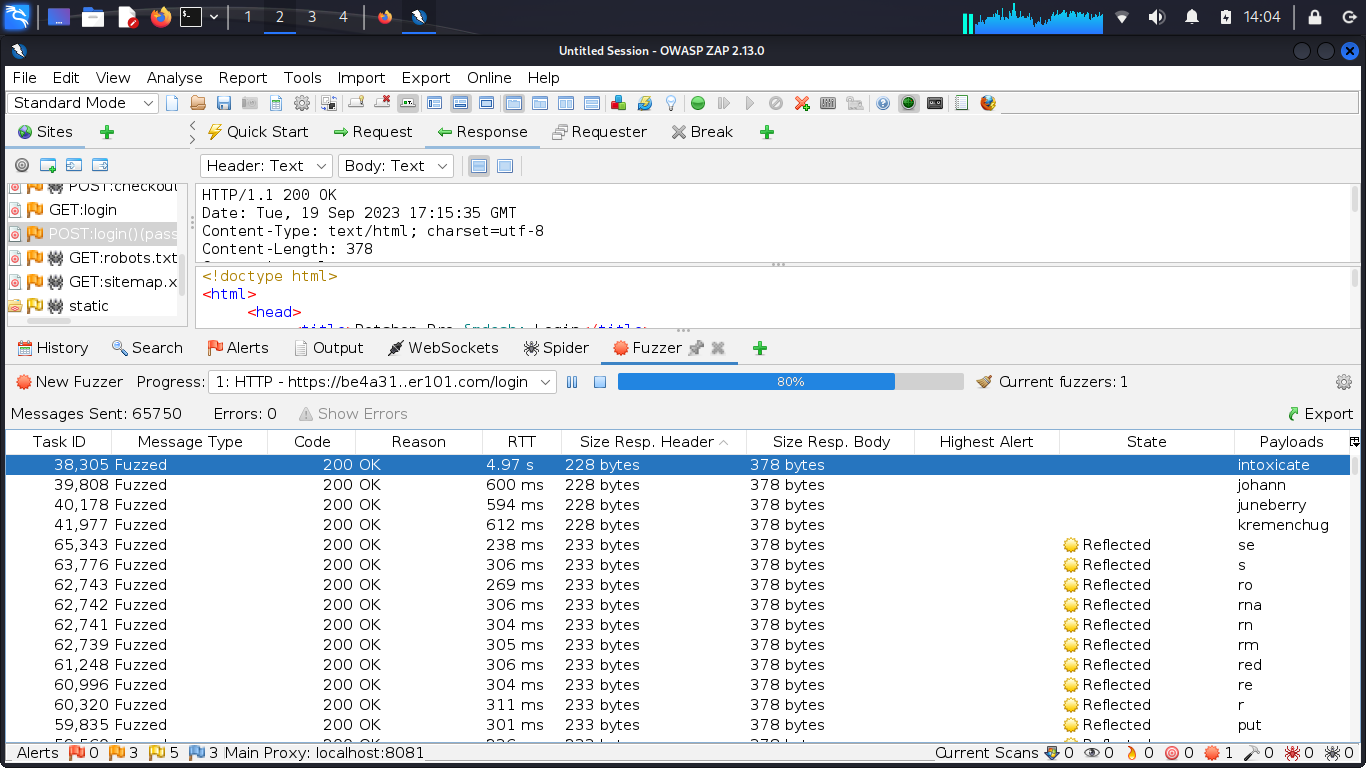 1 2 3 4 14:04
Untitled Session - OWASP ZAP 2.13.0
File Edit View Analyse Report Tools Import Export Online Help
Standard Mode
Sites Quick Start Request Response Requester Break
Header: Text Body: Text
POST:checkout
GET:login
POST:login()(pass
GET:robots.txt
GET:sitemap.x
static
HTTP/1.1 200 OK
Date: Tue, 19 Sep 2023 17:15:35 GMT
Content-Type: text/html; charset=utf-8
Content-Length: 378
<!doctype html>
<html>
<head>
<title>Petshop Pro &mdash; Login</title>
History Search Alerts Output WebSockets Spider Fuzzer
New Fuzzer Progress: 1: HTTP - https://be4a31..er101.com/login 80% Current fuzzers: 1
Messages Sent: 65750 Errors: 0 Show Errors Export
Task ID Message Type Code Reason RTT Size Resp. Header Size Resp. Body Highest Alert State Payloads
38,305 Fuzzed 200 OK 4.97 s 228 bytes 378 bytes intoxicate
39,808 Fuzzed 200 OK 600 ms 228 bytes 378 bytes johann
40,178 Fuzzed 200 OK 594 ms 228 bytes 378 bytes juneberry
41,977 Fuzzed 200 OK 612 ms 228 bytes 378 bytes kremenchug
65,343 Fuzzed 200 OK 238 ms 233 bytes 378 bytes Reflected se
63,776 Fuzzed 200 OK 306 ms 233 bytes 378 bytes Reflected s
62,743 Fuzzed 200 OK 269 ms 233 bytes 378 bytes Reflected ro
62,742 Fuzzed 200 OK 306 ms 233 bytes 378 bytes Reflected rna
62,741 Fuzzed 200 OK 304 ms 233 bytes 378 bytes Reflected rn
62,739 Fuzzed 200 OK 305 ms 233 bytes 378 bytes Reflected rm
61,248 Fuzzed 200 OK 306 ms 233 bytes 378 bytes Reflected red
60,996 Fuzzed 200 OK 304 ms 233 bytes 378 bytes Reflected re
60,320 Fuzzed 200 OK 311 ms 233 bytes 378 bytes Reflected r
59,835 Fuzzed 200 OK 301 ms 233 bytes 378 bytes Reflected put
Alerts 0 3 5 3 Main Proxy: localhost:8081 Current Scans 0 0 0 0 1 0 0 0